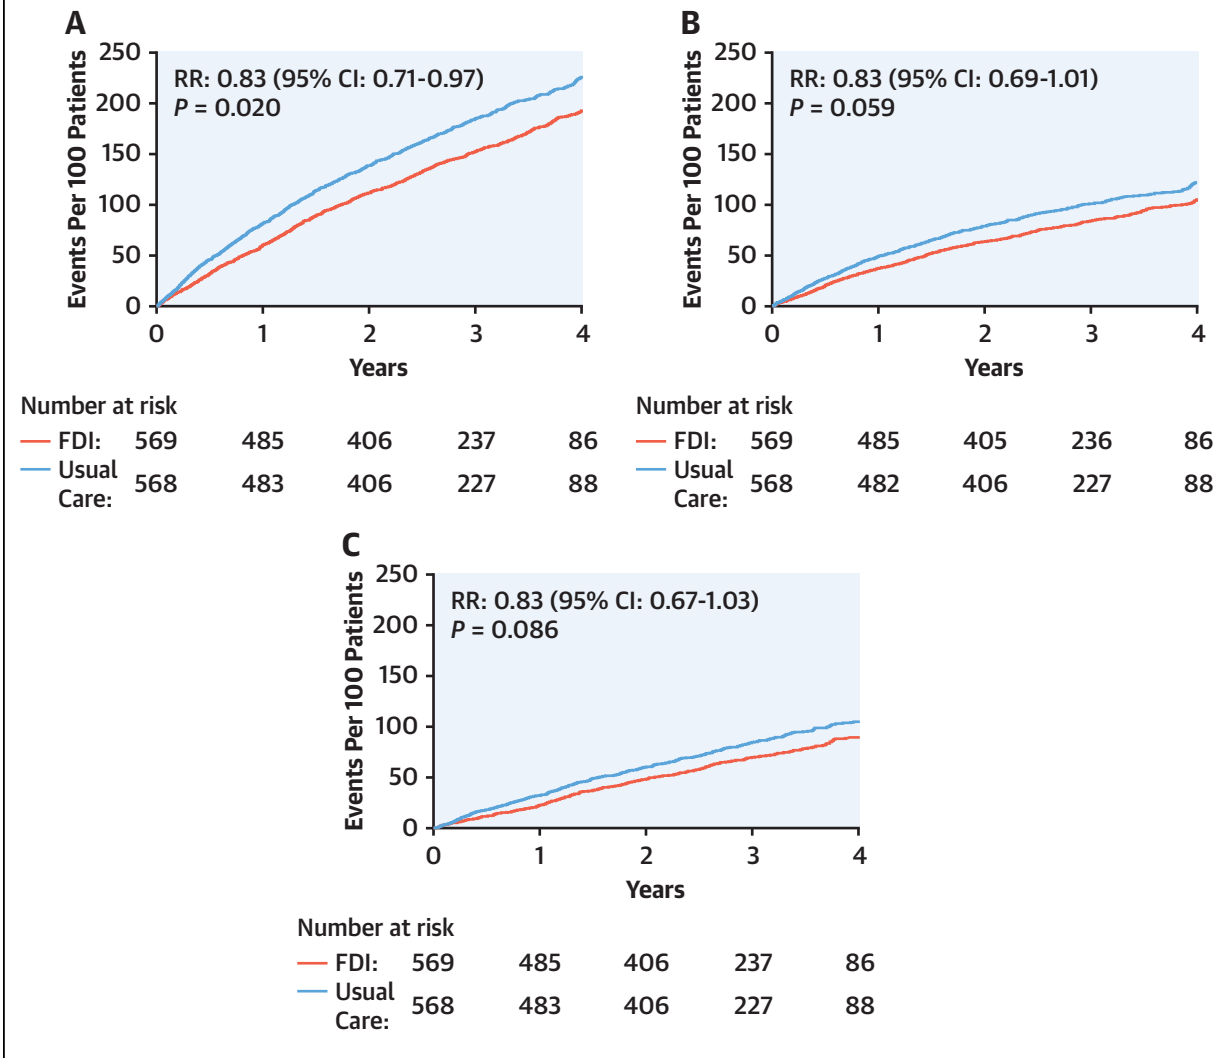 A
Events Per 100 Patients
250
200
150
100
50
0
RR: 0.83 (95% CI: 0.71-0.97)
P = 0.020
0 1 2 3 4
Years
Number at risk
FDI: 569 485 406 237 86
Usual
Care: 568 483 406 227 88
B
Events Per 100 Patients
250
200
150
100
50
0
RR: 0.83 (95% CI: 0.69-1.01)
P = 0.059
0 1 2 3 4
Years
Number at risk
FDI: 569 485 405 236 86
Usual
Care: 568 482 406 227 88
C
Events Per 100 Patients
250
200
150
100
50
0
RR: 0.83 (95% CI: 0.67-1.03)
P = 0.086
0 1 2 3 4
Years
Number at risk
FDI: 569 485 406 237 86
Usual
Care: 568 483 406 227 88